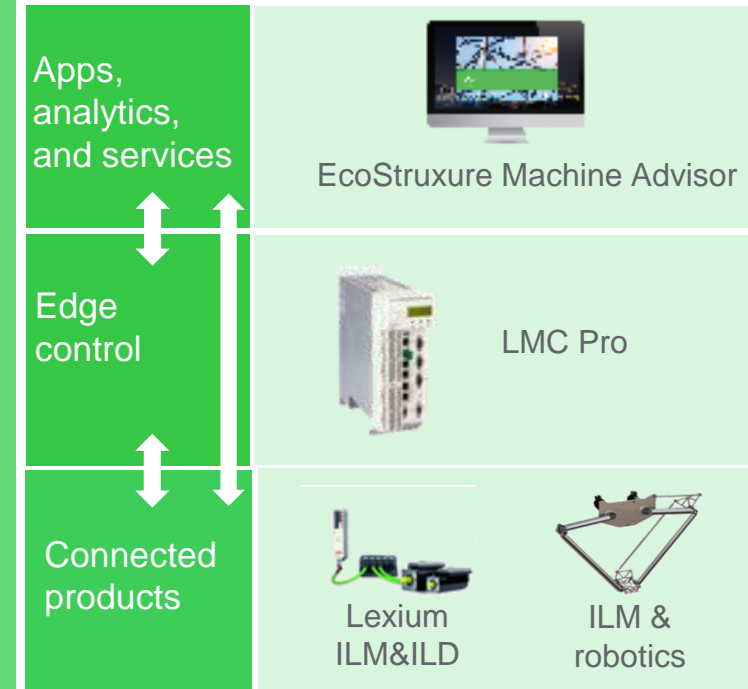 Apps,
analytics,
and services
EcoStruxure Machine Advisor
Edge
control
LMC Pro
Connected
products
Lexium
ILM&ILD
ILM &
robotics